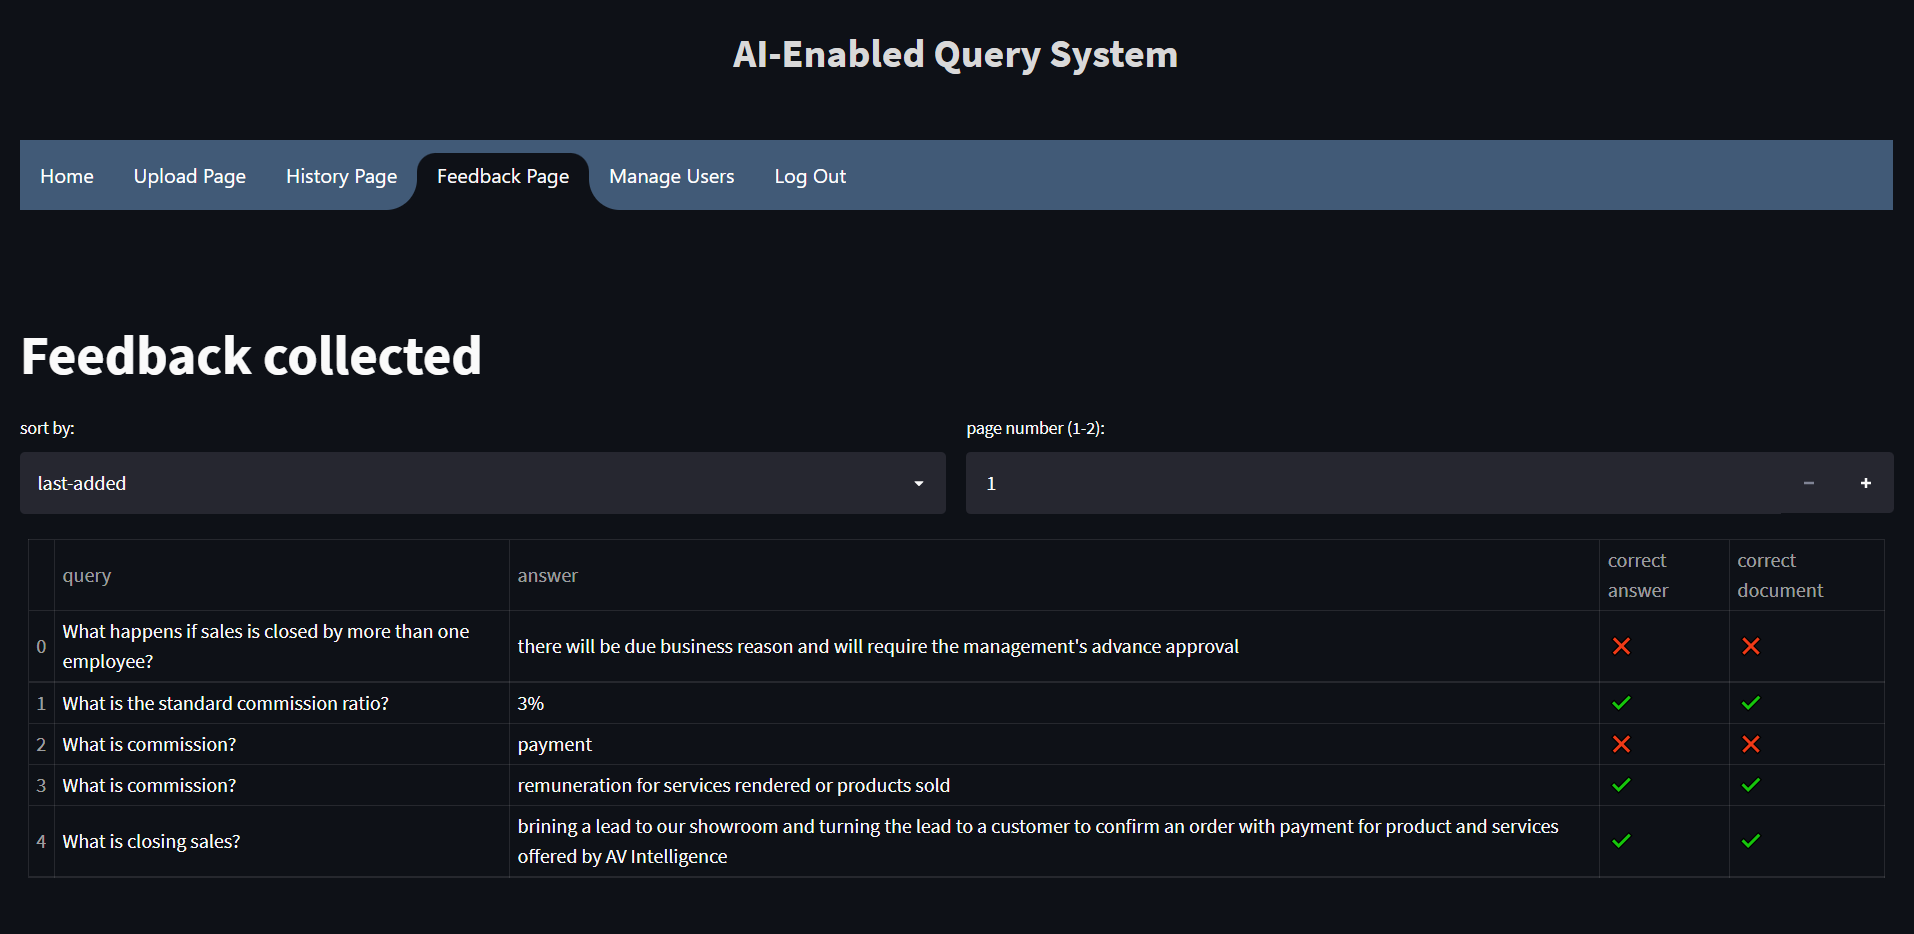 AI-Enabled Query System
Home Upload Page History Page Feedback Page Manage Users Log Out
Feedback collected
sort by: page number (1-2):
last-added 1 − +
query answer correct answer correct document
0 What happens if sales is closed by more than one employee? there will be due business reason and will require the management's advance approval ✕ ✕
1 What is the standard commission ratio? 3% ✓ ✓
2 What is commission? payment ✕ ✕
3 What is commission? remuneration for services rendered or products sold ✓ ✓
4 What is closing sales? brining a lead to our showroom and turning the lead to a customer to confirm an order with payment for product and services offered by AV Intelligence ✓ ✓